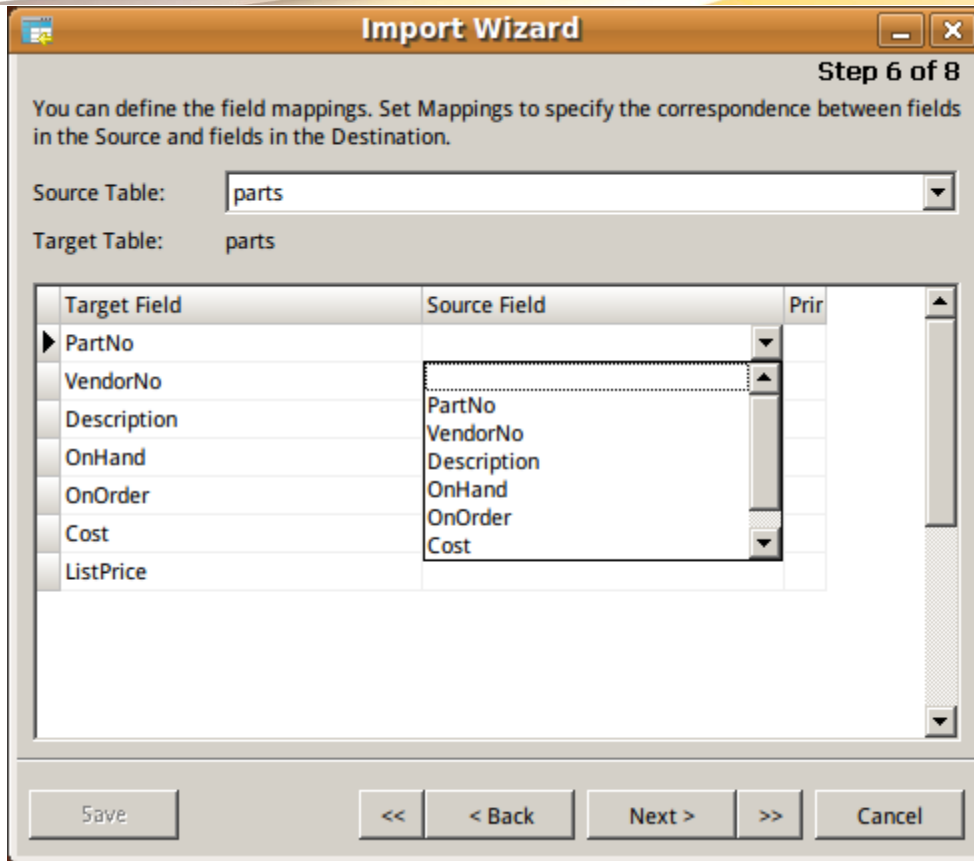 Import Wizard
Step 6 of 8
You can define the field mappings. Set Mappings to specify the correspondence between fields
in the Source and fields in the Destination.
Source Table: parts
Target Table: parts
Target Field Source Field Prir
PartNo
VendorNo
Description
OnHand
OnOrder
Cost
ListPrice
PartNo
VendorNo
Description
OnHand
OnOrder
Cost
Save << < Back Next > >> Cancel